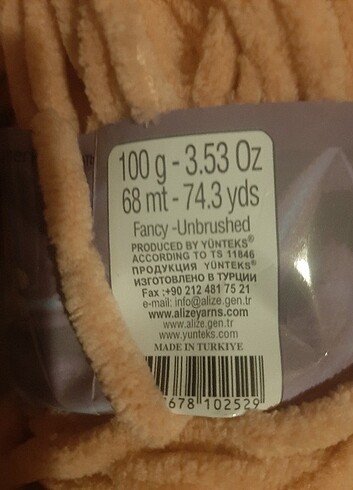 100 g - 3.53 Oz
68 mt - 74.3 yds
Fancy -Unbrushed
PRODUCED BY YÜNTEKS®
ACCORDING TO TS 11846
ПРОДУКЦИЯ YÜNTEKS®
ИЗГОТОВЛЕНО В ТУРЦИИ
Fax :+90 212 481 75 21
e-mail: info@alize.gen.tr
www.alizeyarns.com
www.alize.gen.tr
www.yunteks.com
MADE IN TURKIYE
678 102529